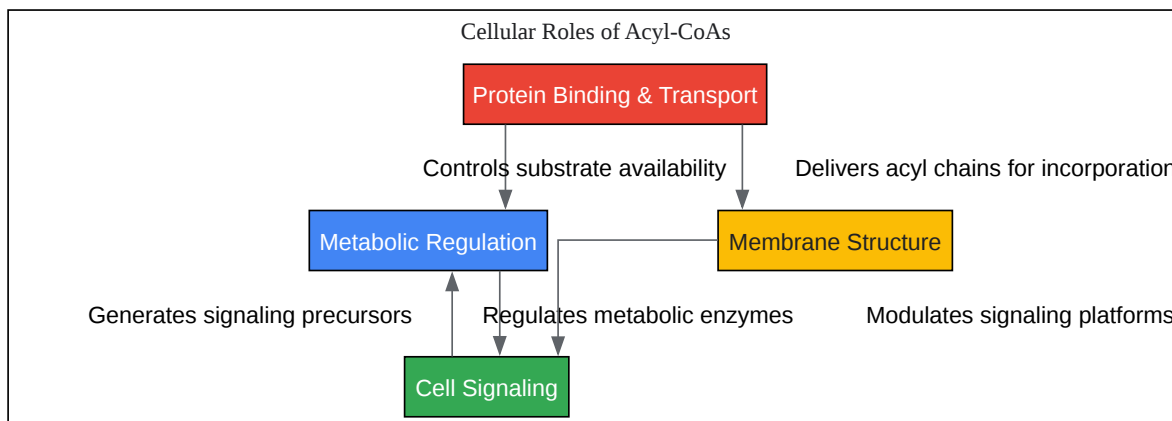 Cellular Roles of Acyl-CoAs
Protein Binding & Transport
Controls substrate availability
Delivers acyl chains for incorporation
Metabolic Regulation
Membrane Structure
Generates signaling precursors
Regulates metabolic enzymes
Modulates signaling platforms
Cell Signaling